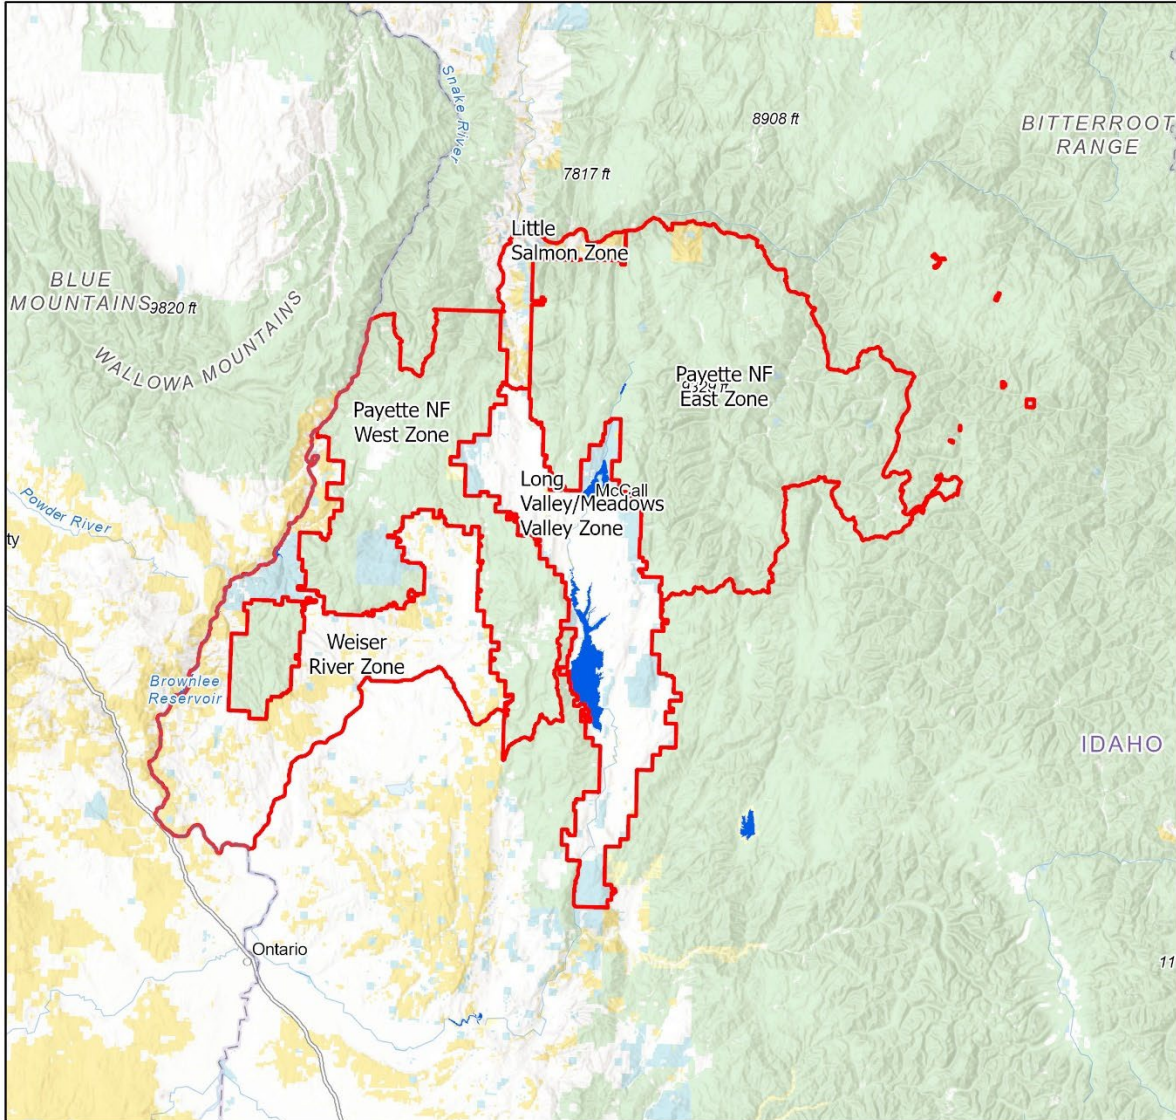 Snake River
8908 ft
BITTERROOT
RANGE
7817 ft
Little
Salmon Zone
BLUE
MOUNTAINS
9820 ft
WALLOWA MOUNTAINS
Payette NF
East Zone
9329 ft
Payette NF
West Zone
Long
Valley/Meadows
Valley Zone
McCall
Powder River
ty
Weiser
River Zone
Brownlee
Reservoir
IDAHO
Ontario
11